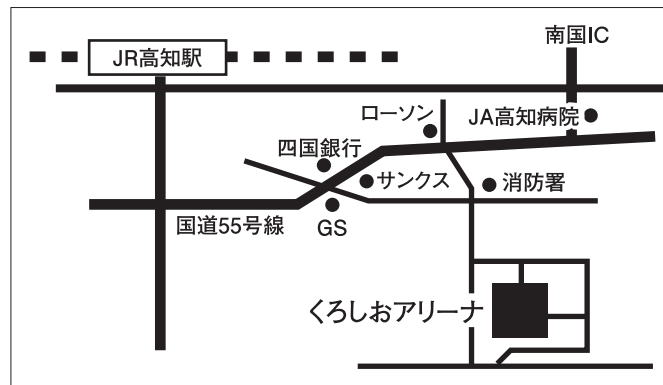 南国IC
JR高知駅
ローソン
JA高知病院
四国銀行
サンクス
消防署
国道55号線
GS
くろしおアリーナ